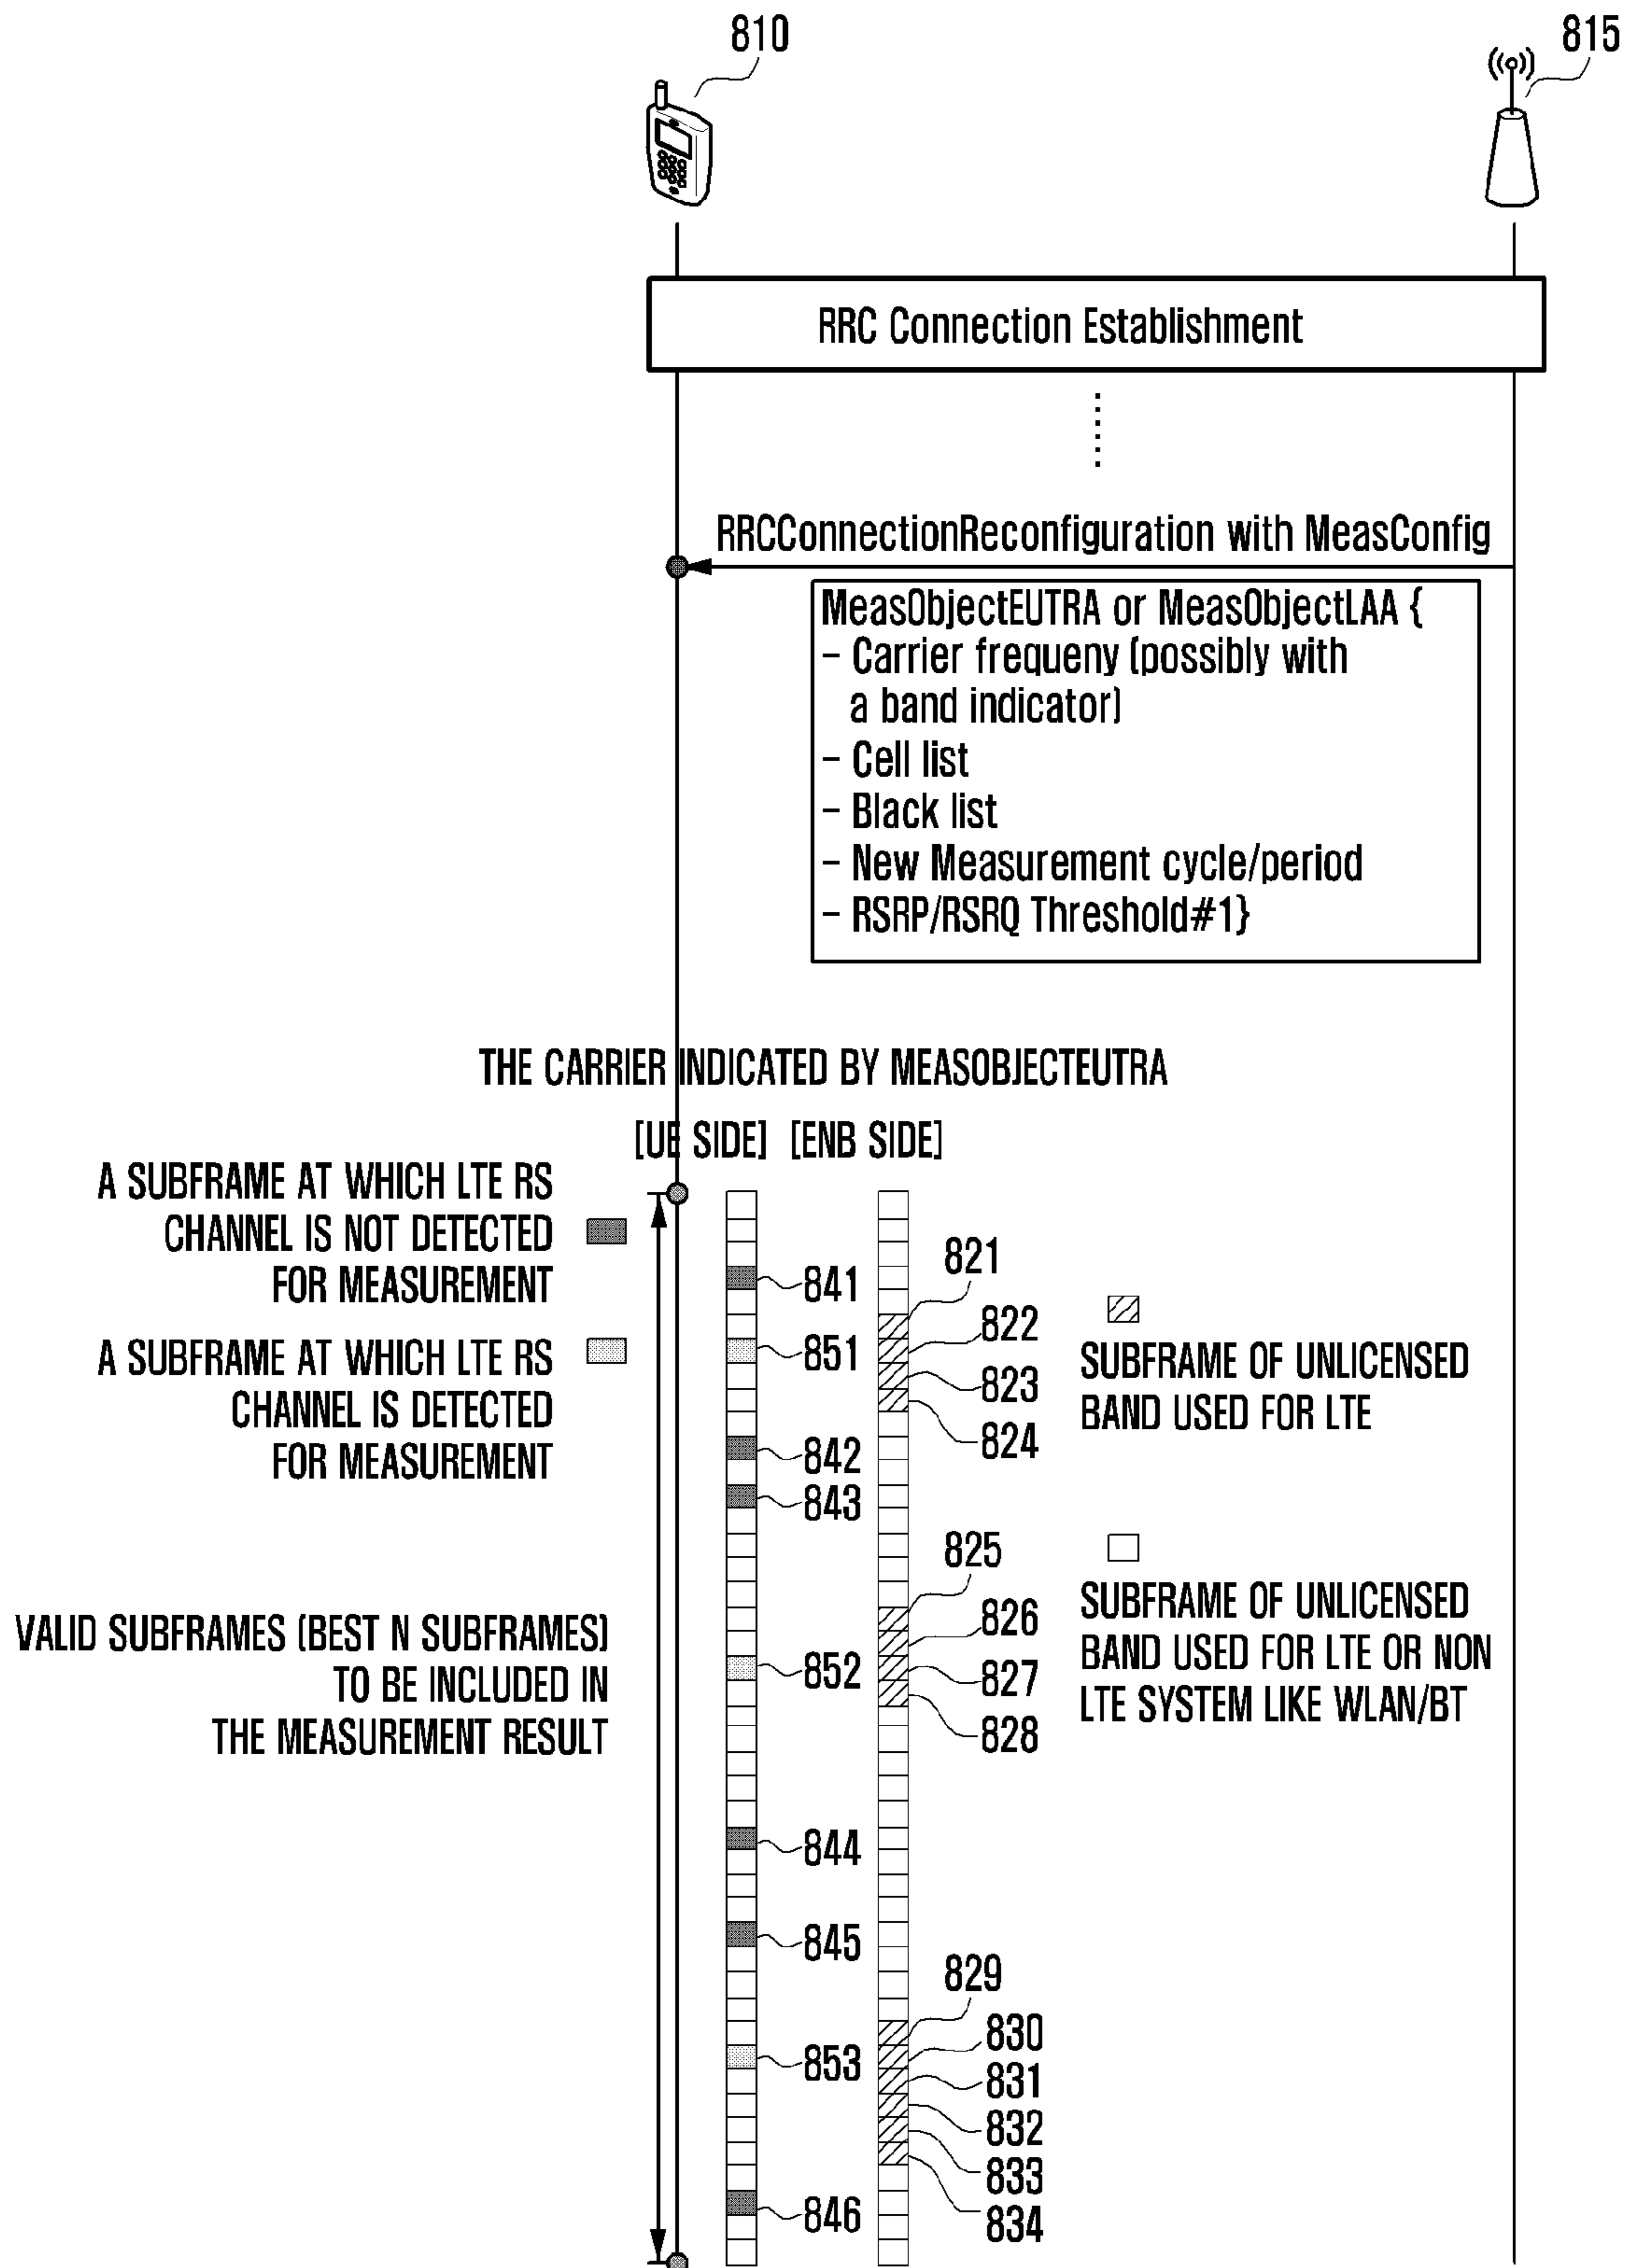 810
815
RRC Connection Establishment
RRCConnectionReconfiguration with MeasConfig
MeasObjectEUTRA or MeasObjectLAA {
- Carrier frequeny (possibly with
a band indicator)
- Cell list
- Black list
- New Measurement cycle/period
- RSRP/RSRQ Threshold#1}
THE CARRIER INDICATED BY MEASOBJECTEUTRA
[UE SIDE] [ENB SIDE]
A SUBFRAME AT WHICH LTE RS
CHANNEL IS NOT DETECTED
FOR MEASUREMENT
A SUBFRAME AT WHICH LTE RS
CHANNEL IS DETECTED
FOR MEASUREMENT
VALID SUBFRAMES (BEST N SUBFRAMES)
TO BE INCLUDED IN
THE MEASUREMENT RESULT
841
851
842
843
852
844
845
853
846
821
822
823
824
825
826
827
828
829
830
831
832
833
834
SUBFRAME OF UNLICENSED
BAND USED FOR LTE
SUBFRAME OF UNLICENSED
BAND USED FOR LTE OR NON
LTE SYSTEM LIKE WLAN/BT